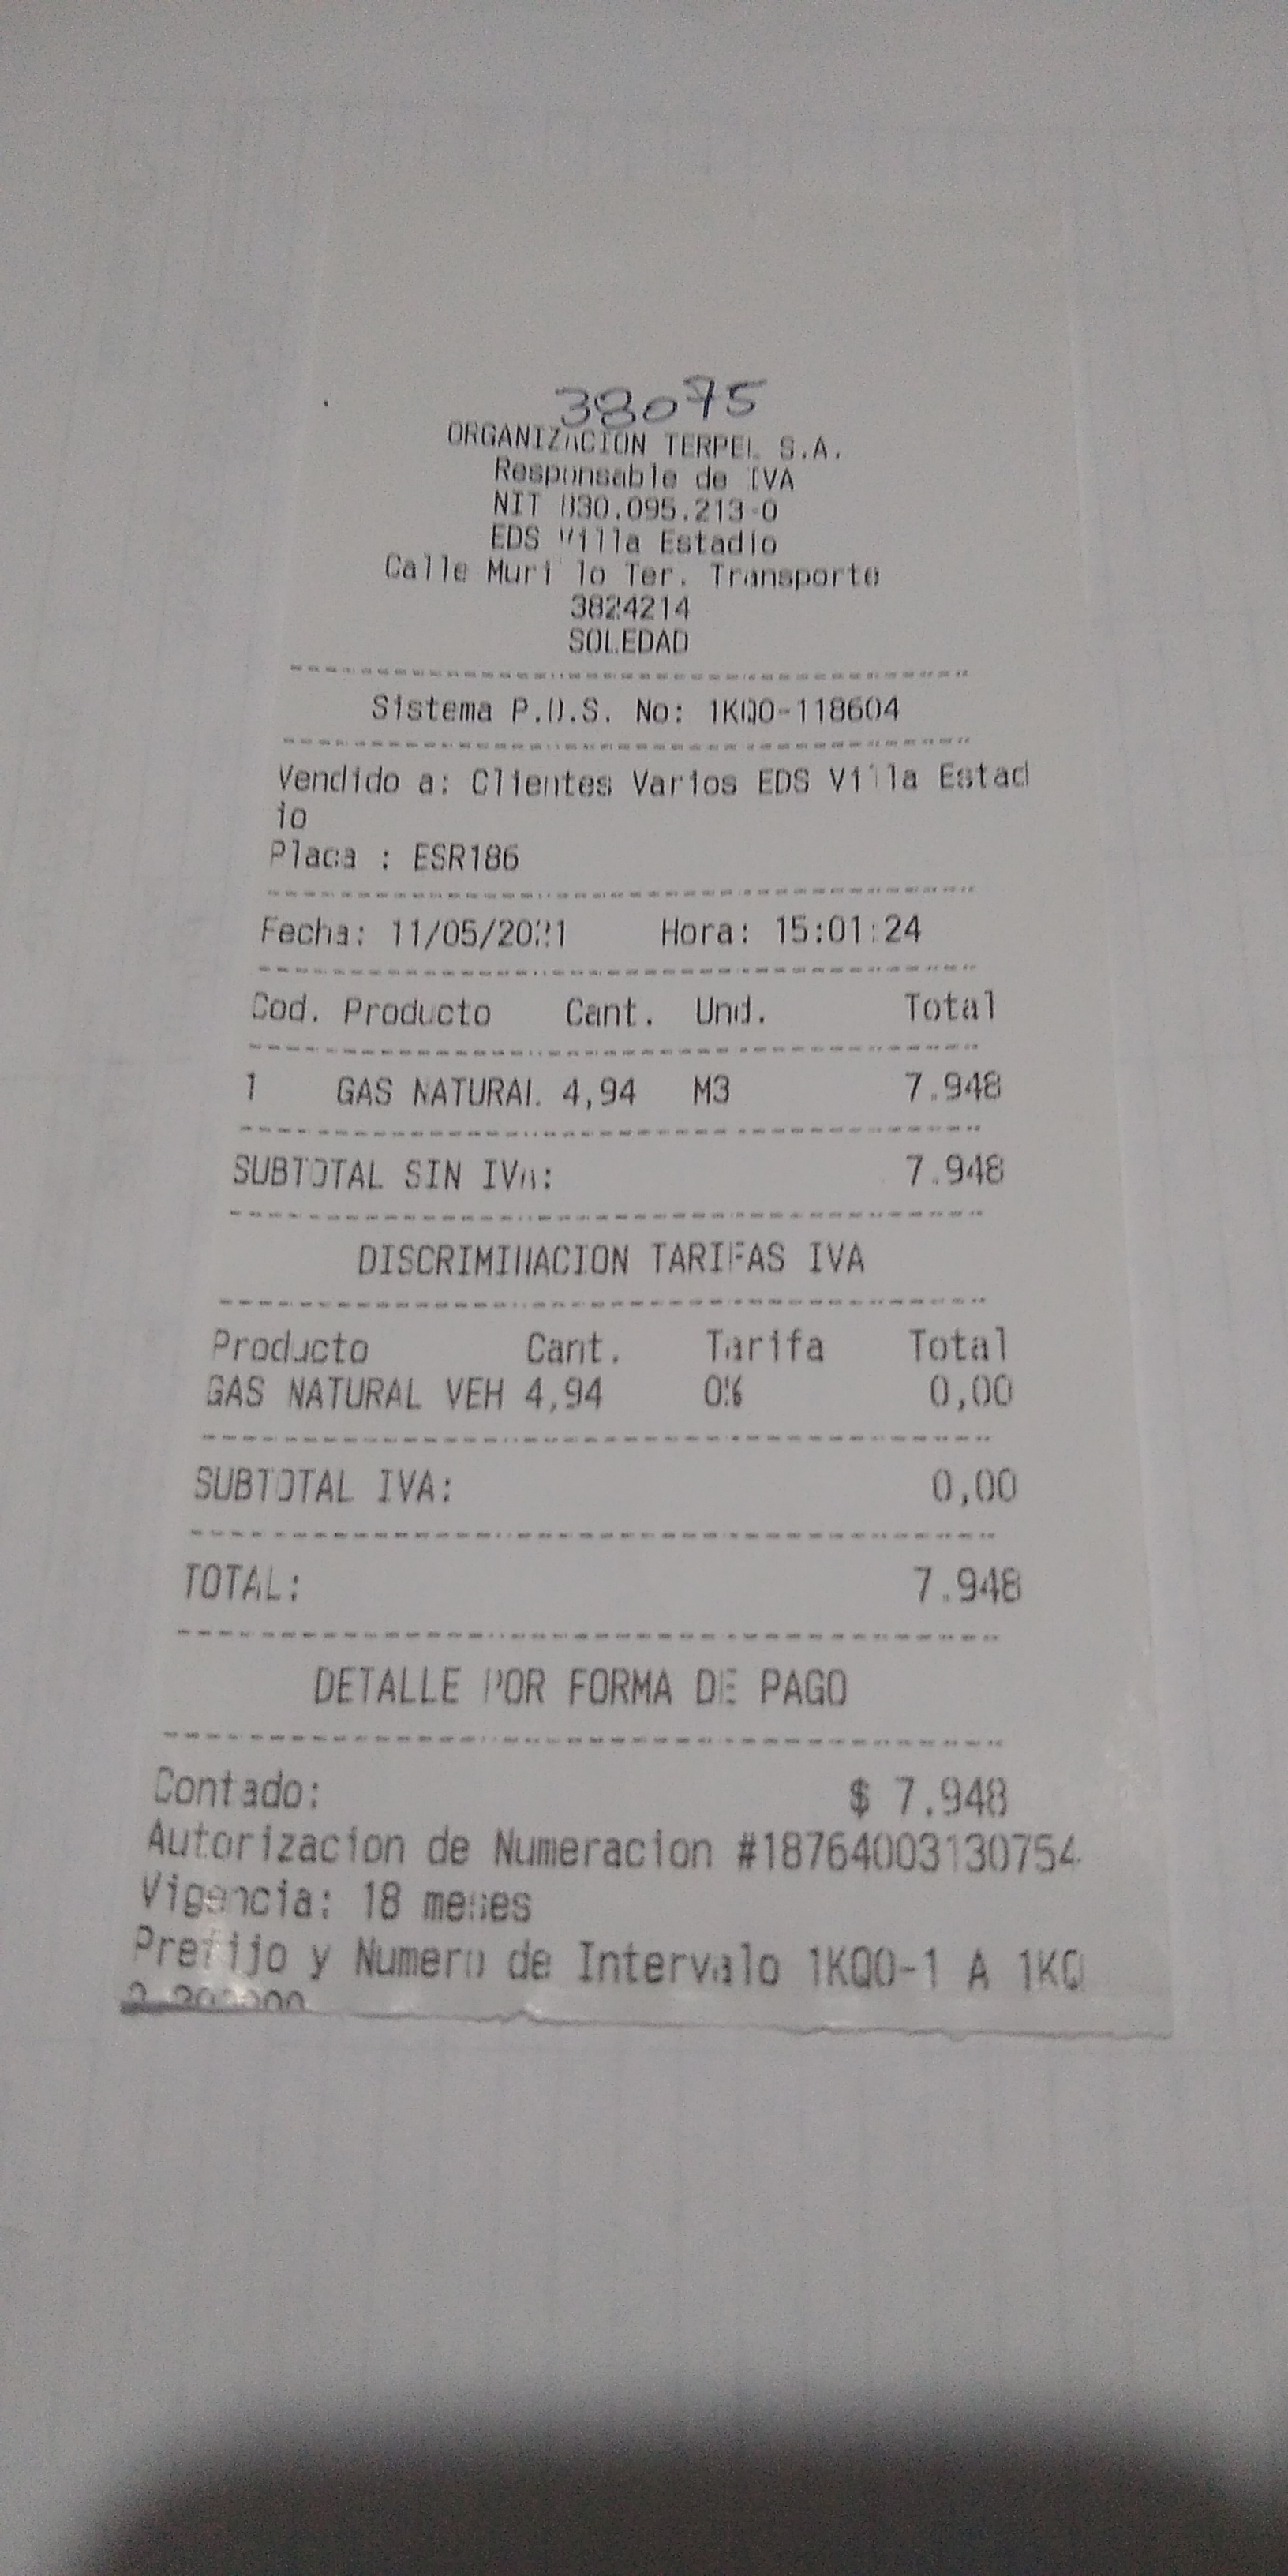 38075
ORGANIZACION TERPEL S.A.
Responsable de IVA
NIT 830.095.213-0
EDS Villa Estadio
Calle Murillo Ter. Transporte
3824214
SOLEDAD
Sistema P.O.S. No: 1KQ0-118604
Vendido a: Clientes Varios EDS Villa Estad
io
Placa : ESR186
Fecha: 11/05/2021 Hora: 15:01:24
Cod. Producto Cant. Und. Total
1 GAS NATURAL 4,94 M3 7.948
SUBTOTAL SIN IVA: 7.948
DISCRIMINACION TARIFAS IVA
Producto Cant. Tarifa Total
GAS NATURAL VEH 4,94 0% 0,00
SUBTOTAL IVA: 0,00
TOTAL: 7.948
DETALLE POR FORMA DE PAGO
Contado: $ 7.948
Autorizacion de Numeracion #18764003130754
Vigencia: 18 meses
Prefijo y Numero de Intervalo 1KQ0-1 A 1KQ